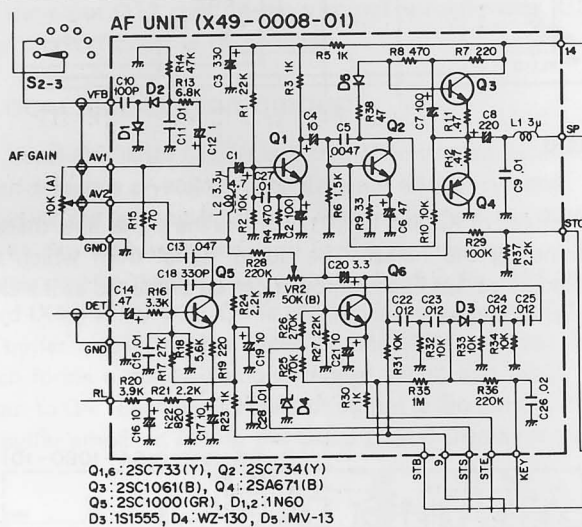 AF UNIT (X49-0008-01)
S2-3
C10
100P
D2
R14
47K
R13
6.8K
C3 330
R5 1K
R8 470
R7 220
14
VFB
D1
C11 .01
C12 1
R1 22K
R3 1K
C4
10
C5
.0047
D5
R38
47
C7 100
Q3
R11
.47
C8
220
L1 3μ
SP
AF GAIN
AV1
AV2
10K (A)
Q1
Q2
R12
.47
Q4
C9 .01
C1
4.7
L2 3.3μ
C27
.01
R2 10K
R4 470
C2 100
R6 1.5K
R9 33
C6 47
R10 10K
R15
470
C13 .047
GND
R28
220K
R29
100K
R37
2.2K
C18 330P
Q5
C20 3.3
Q6
C14
.47
R16
3.3K
DET
R24
2.2K
VR2
50K (B)
C22
.012
C23
.012
D3
C24
.012
C25
.012
GND
C15 .01
R17 27K
R18
5.6K
R19 220
C19 10
R26
270K
R27 22K
C21 10
R31 10K
R32
10K
R33
10K
R34
10K
RL
R20
3.9K
R21 2.2K
R25
470K
C16 10
R22
820
C17 10
R23 1K
C28 .01
D4
R30
1K
R35
1M
R36
220K
C26 .02
STB
9
STS
STE
KEY
Q1,6 : 2SC733(Y), Q2 : 2SC734(Y)
Q3 : 2SC1061(B), Q4 : 2SA671(B)
Q5 : 2SC1000(GR), D1,2 : 1N60
D3 : 1S1555, D4 : WZ-130, D5 : MV-13